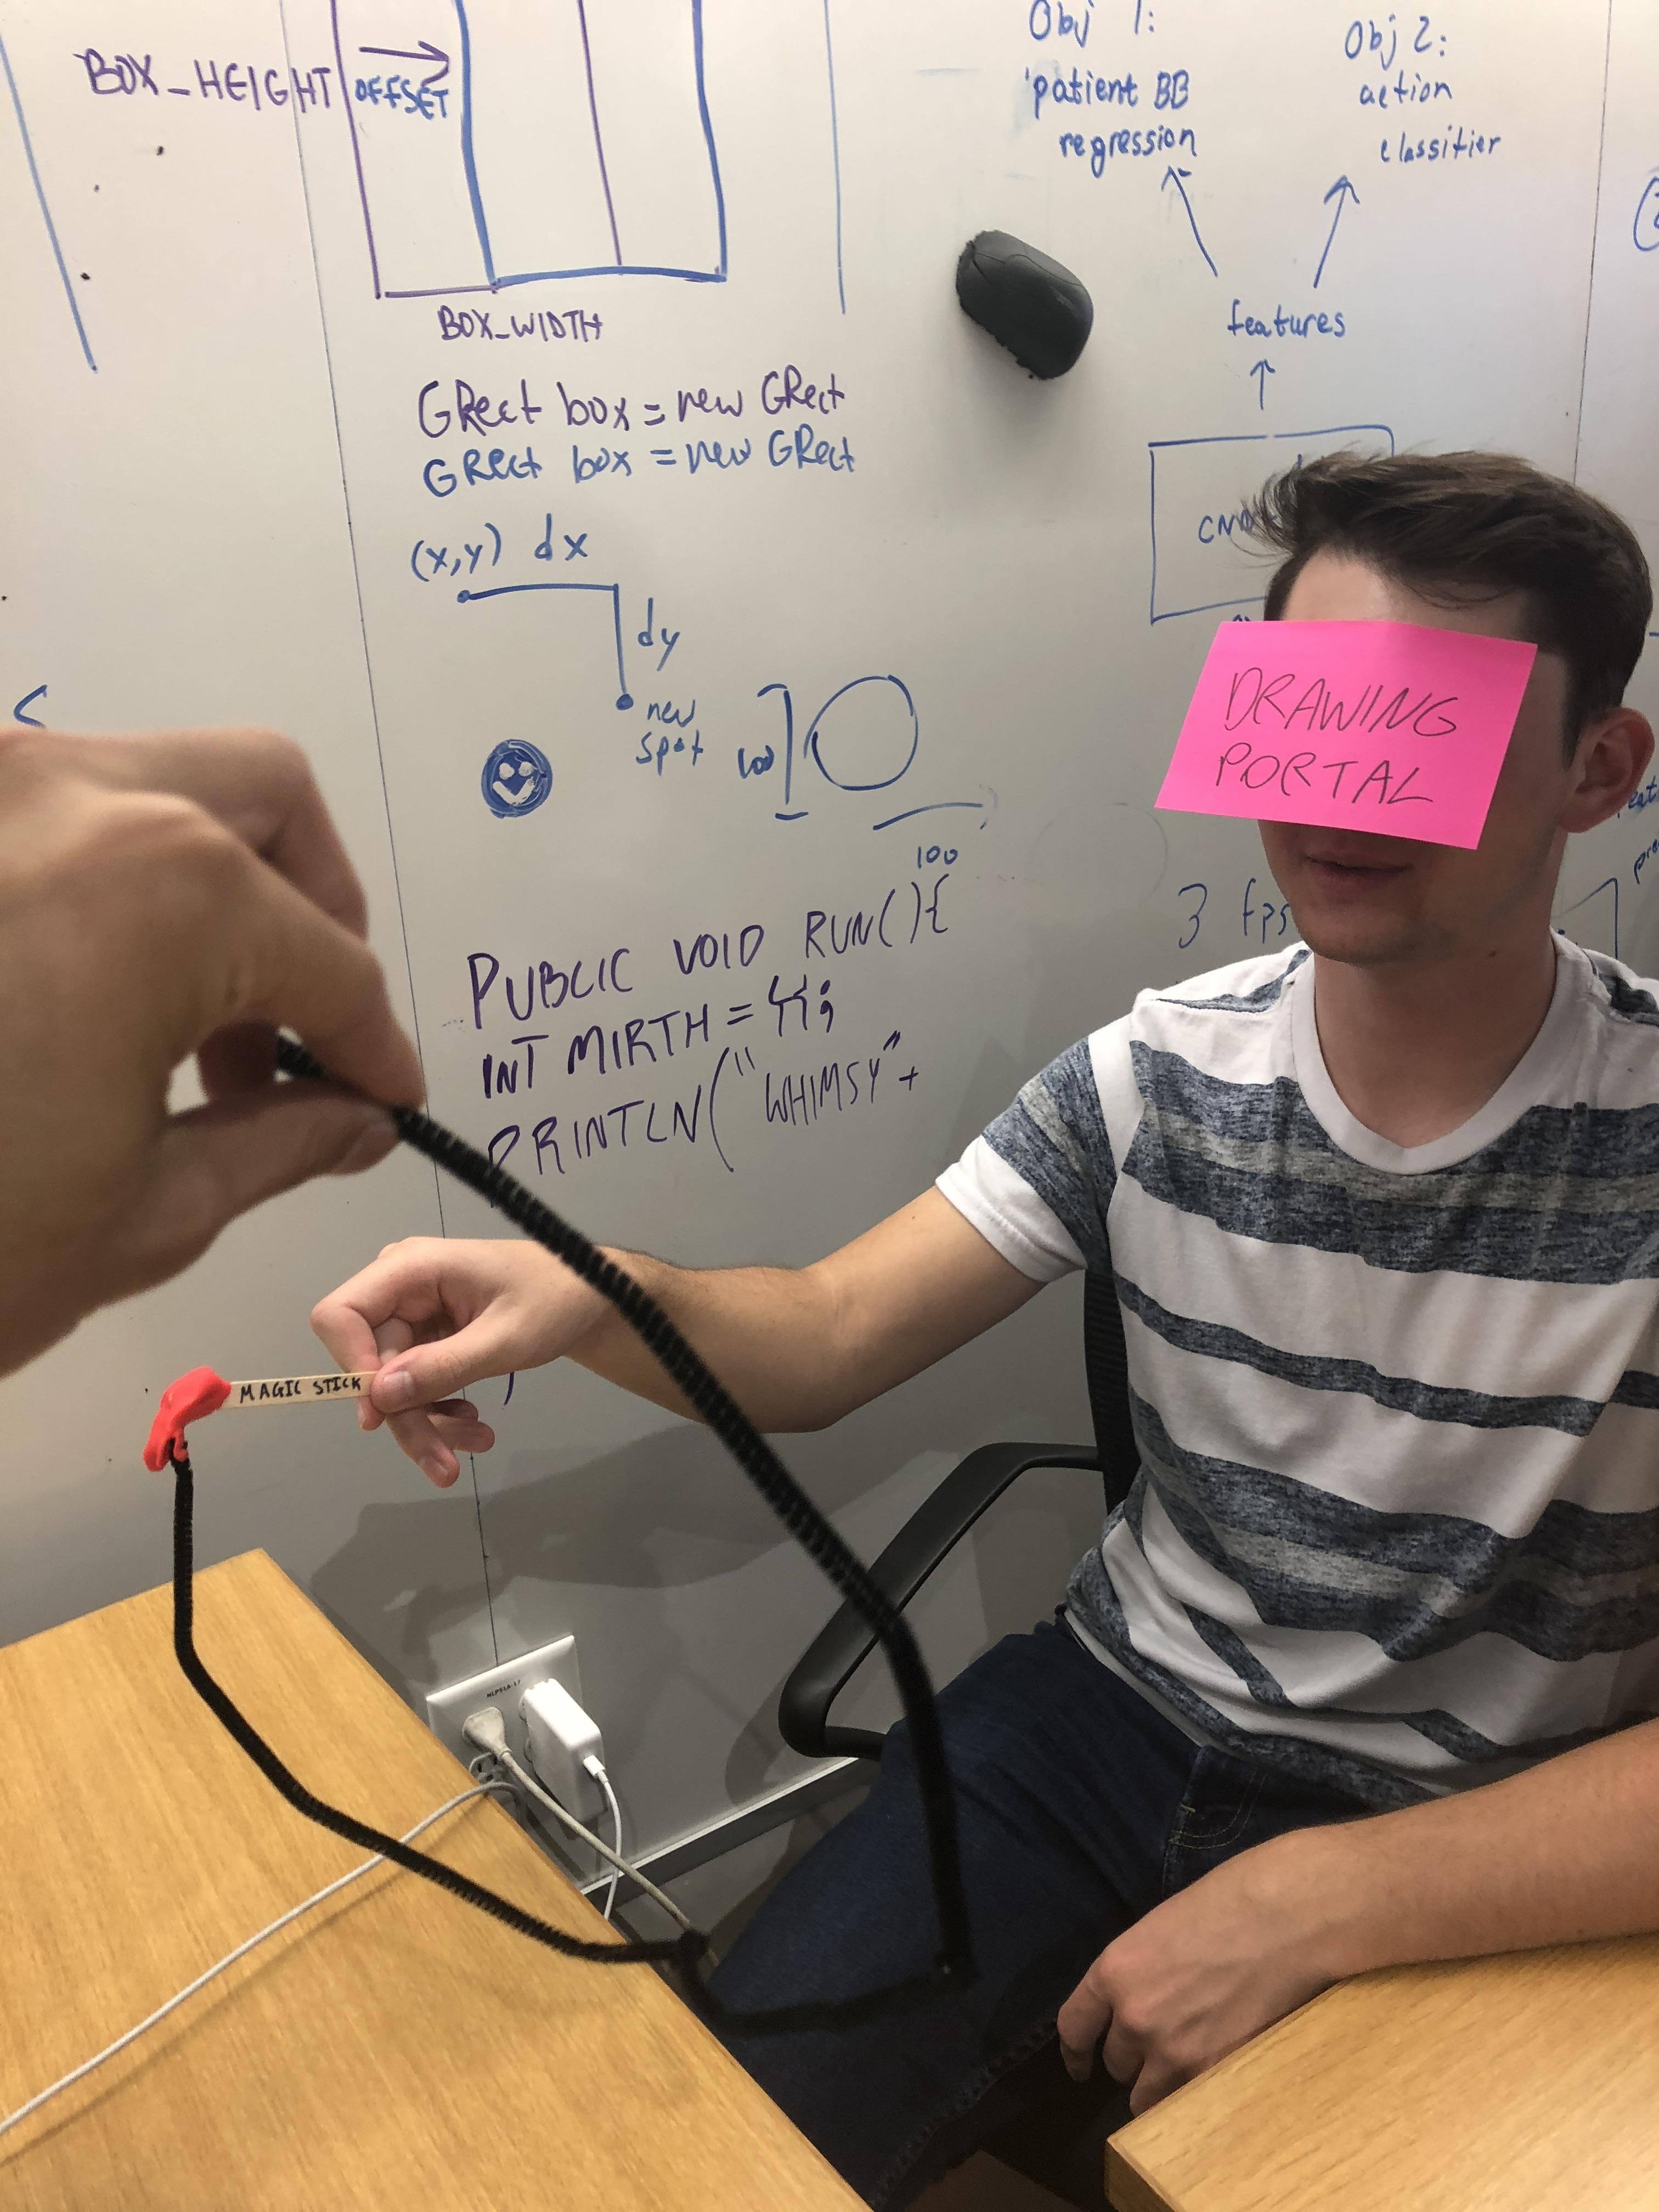 BOX_HEIGHT
OFFSET
BOX_WIDTH
GRect box = new GRect
GRect box = new GRect
(x,y) dx
dy
new
spot
100
PUBLIC VOID RUN(){
INT MIRTH = 44;
PRINTLN("WHIMSY" +
MAGIC STICK
Obj 1:
patient BB
regression
Obj 2:
action
classifier
features
3 fps
DRAWING
PORTAL